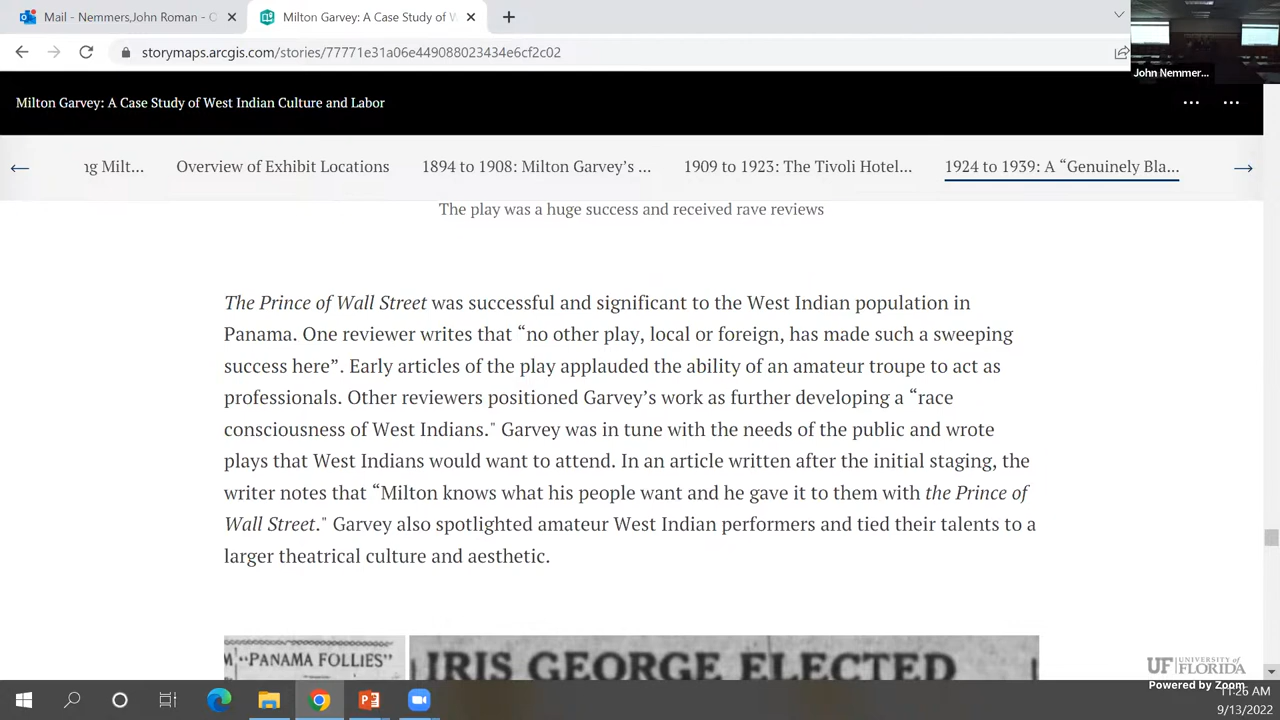 Mail - Nemmers,John Roman - O
Milton Garvey: A Case Study of W
storymaps.arcgis.com/stories/77771e31a06e449088023434e6cf2c02
John Nemmer...
Milton Garvey: A Case Study of West Indian Culture and Labor
ng Milt...
Overview of Exhibit Locations
1894 to 1908: Milton Garvey’s ...
1909 to 1923: The Tivoli Hotel...
1924 to 1939: A “Genuinely Bla...
The play was a huge success and received rave reviews
The Prince of Wall Street was successful and significant to the West Indian population in
Panama. One reviewer writes that “no other play, local or foreign, has made such a sweeping
success here”. Early articles of the play applauded the ability of an amateur troupe to act as
professionals. Other reviewers positioned Garvey’s work as further developing a “race
consciousness of West Indians." Garvey was in tune with the needs of the public and wrote
plays that West Indians would want to attend. In an article written after the initial staging, the
writer notes that “Milton knows what his people want and he gave it to them with the Prince of
Wall Street." Garvey also spotlighted amateur West Indian performers and tied their talents to a
larger theatrical culture and aesthetic.
“PANAMA FOLLIES”
GEORGE ELECTED
UF UNIVERSITY of
FLORIDA
Powered by Zoom
11:26 AM
9/13/2022